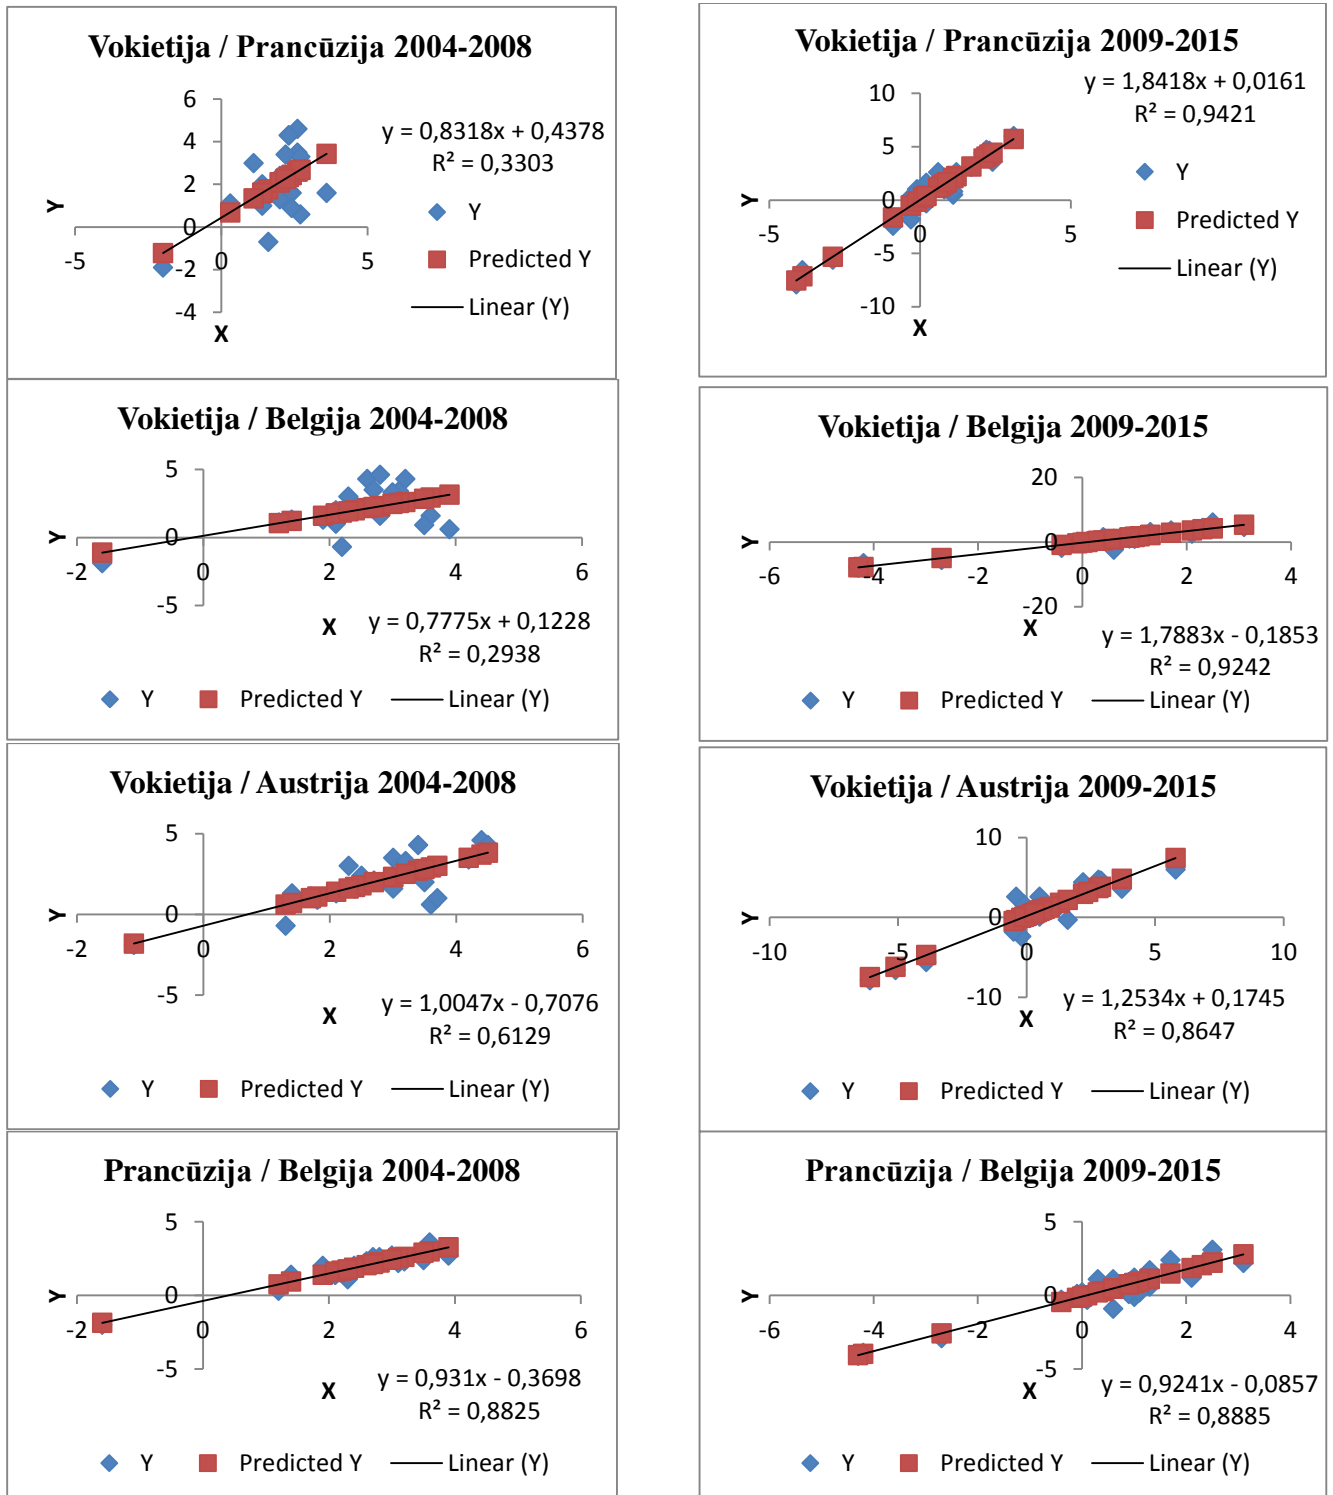 Vokietija / Prancūzija 2004-2008
6
4
2
0
-2
-4
-5
0
5
Y
X
y = 0,8318x + 0,4378
R² = 0,3303
Y
Predicted Y
Linear (Y)
Vokietija / Prancūzija 2009-2015
y = 1,8418x + 0,0161
R² = 0,9421
10
5
0
-5
-10
-5
0
5
Y
X
Y
Predicted Y
Linear (Y)
Vokietija / Belgija 2004-2008
5
0
-5
-2
0
2
4
6
Y
X
y = 0,7775x + 0,1228
R² = 0,2938
Y
Predicted Y
Linear (Y)
Vokietija / Belgija 2009-2015
20
0
-20
-6
-4
-2
0
2
4
Y
X
y = 1,7883x - 0,1853
R² = 0,9242
Y
Predicted Y
Linear (Y)
Vokietija / Austrija 2004-2008
5
0
-5
-2
0
2
4
6
Y
X
y = 1,0047x - 0,7076
R² = 0,6129
Y
Predicted Y
Linear (Y)
Vokietija / Austrija 2009-2015
10
0
-10
-10
-5
0
5
10
Y
X
y = 1,2534x + 0,1745
R² = 0,8647
Y
Predicted Y
Linear (Y)
Prancūzija / Belgija 2004-2008
5
0
-5
-2
0
2
4
6
Y
X
y = 0,931x - 0,3698
R² = 0,8825
Y
Predicted Y
Linear (Y)
Prancūzija / Belgija 2009-2015
5
0
-5
-6
-4
-2
0
2
4
Y
X
y = 0,9241x - 0,0857
R² = 0,8885
Y
Predicted Y
Linear (Y)